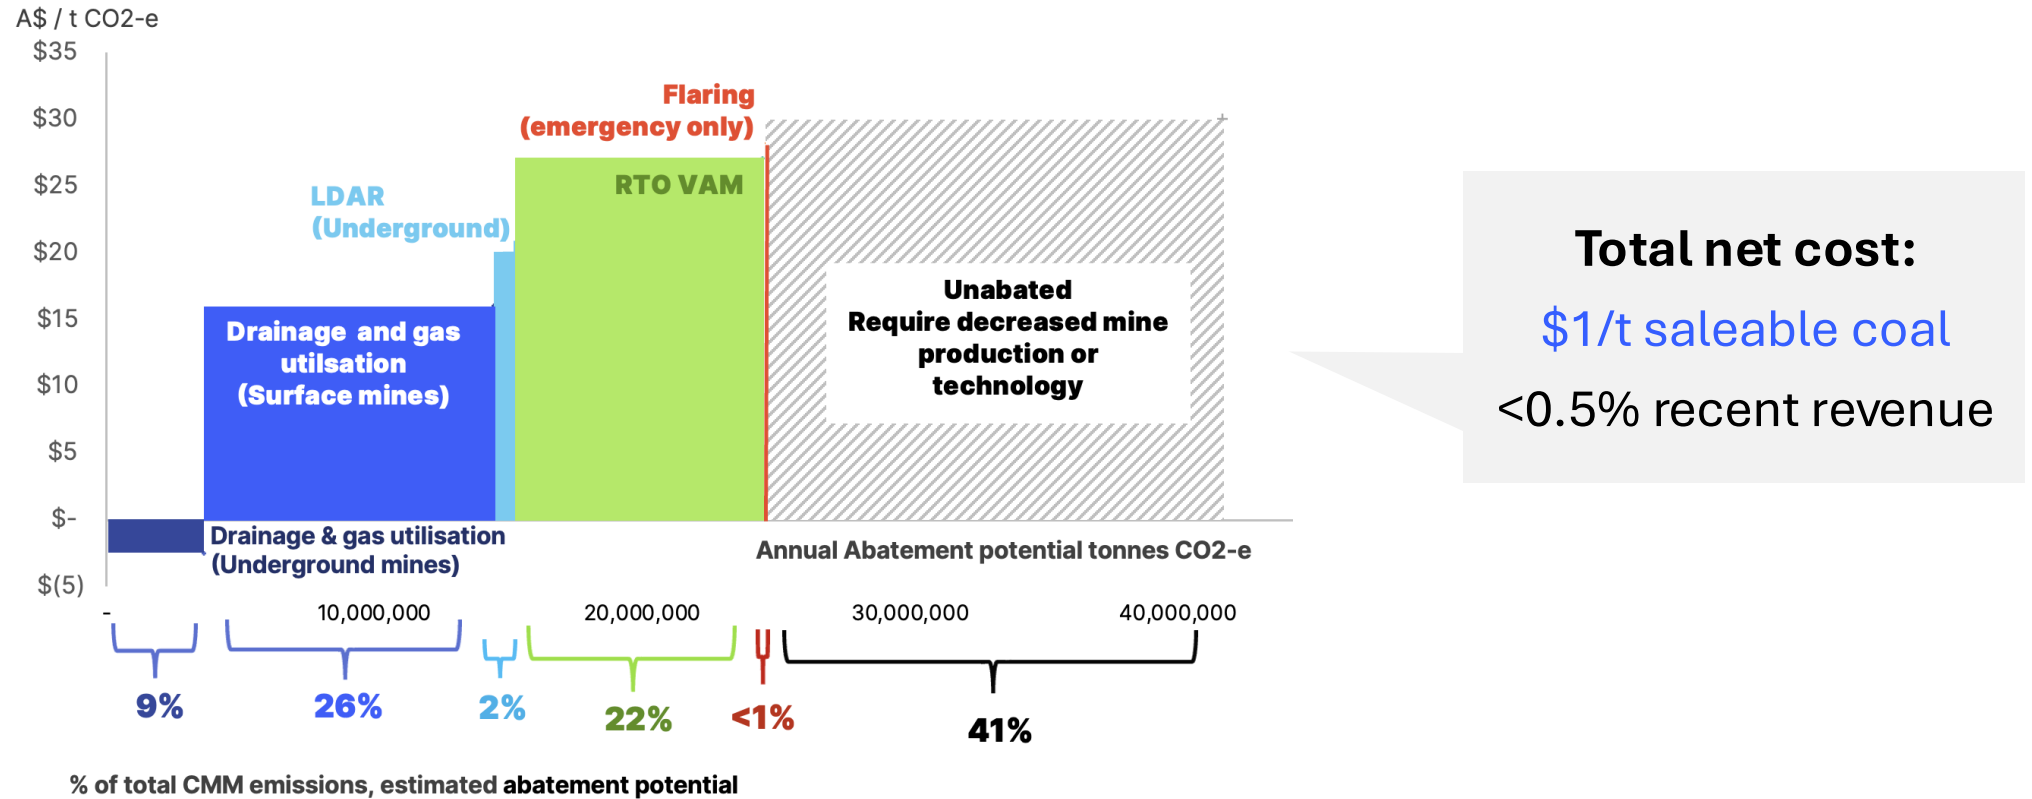 A$ / t CO2-e
$35
$30
$25
$20
$15
$10
$5
$-
$(5)
Flaring
(emergency only)
LDAR
(Underground)
RTO VAM
Drainage and gas
utilsation
(Surface mines)
Unabated
Require decreased mine
production or
technology
Drainage & gas utilisation
(Underground mines)
Annual Abatement potential tonnes CO2-e
- 10,000,000 20,000,000 30,000,000 40,000,000
9% 26% 2% 22% <1% 41%
% of total CMM emissions, estimated abatement potential
Total net cost:
$1/t saleable coal
<0.5% recent revenue